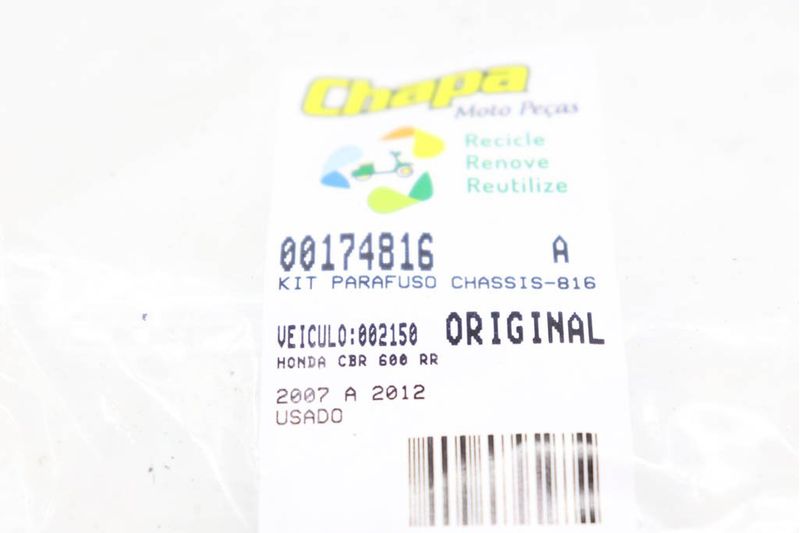 Chapa
Moto Peças
Recicle
Renove
Reutilize
00174816 A
KIT PARAFUSO CHASSIS-816
VEICULO:002150 ORIGINAL
HONDA CBR 600 RR
2007 A 2012
USADO